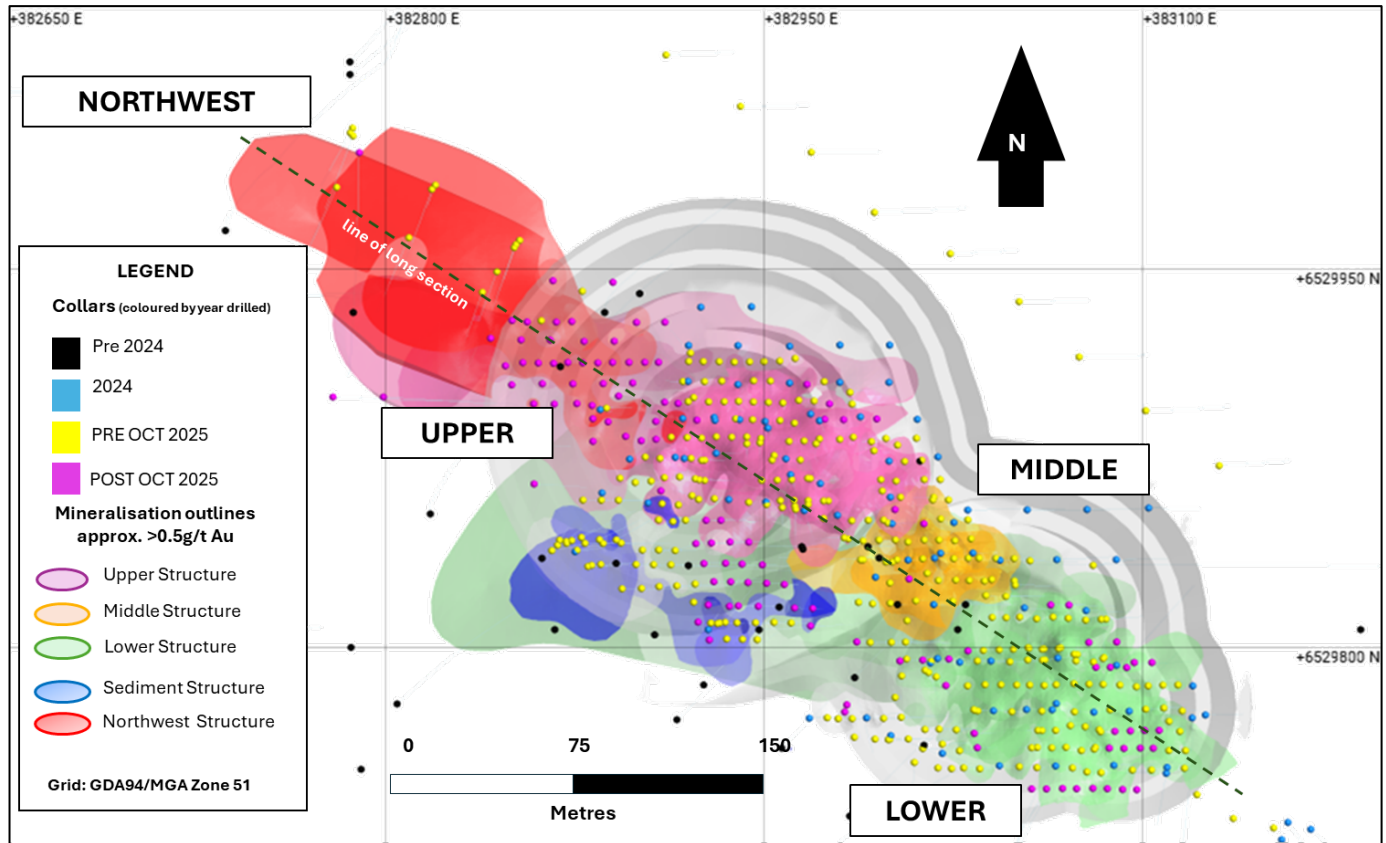 +382650 E
+382800 E
+382950 E
+383100 E
NORTHWEST
N
line of long section
LEGEND
Collars (coloured by year drilled)
Pre 2024
2024
PRE OCT 2025
POST OCT 2025
Mineralisation outlines
approx. >0.5g/t Au
Upper Structure
Middle Structure
Lower Structure
Sediment Structure
Northwest Structure
Grid: GDA94/MGA Zone 51
+6529950 N
UPPER
MIDDLE
+6529800 N
0
75
150
Metres
LOWER